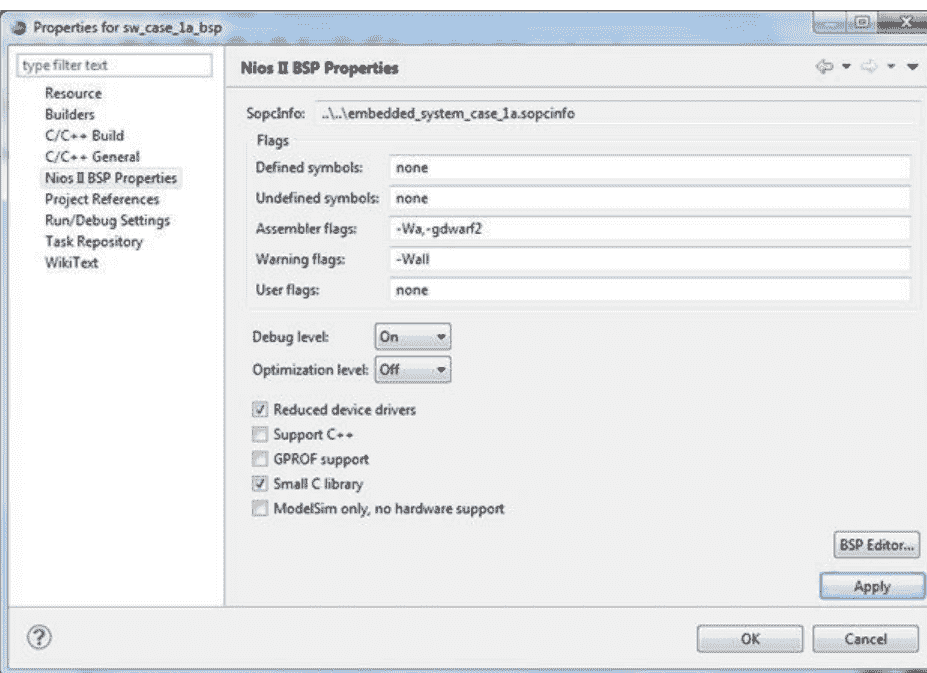 Properties for sw_case_1a_bsp
type filter text
Resource
Builders
C/C++ Build
C/C++ General
Nios II BSP Properties
Project References
Run/Debug Settings
Task Repository
WikiText
Nios II BSP Properties
SopcInfo: ..\..\embedded_system_case_1a.sopcinfo
Flags
Defined symbols: none
Undefined symbols: none
Assembler flags: -Wa,-gdwarf2
Warning flags: -Wall
User flags: none
Debug level: On
Optimization level: Off
Reduced device drivers
Support C++
GPROF support
Small C library
ModelSim only, no hardware support
BSP Editor...
Apply
?
OK Cancel